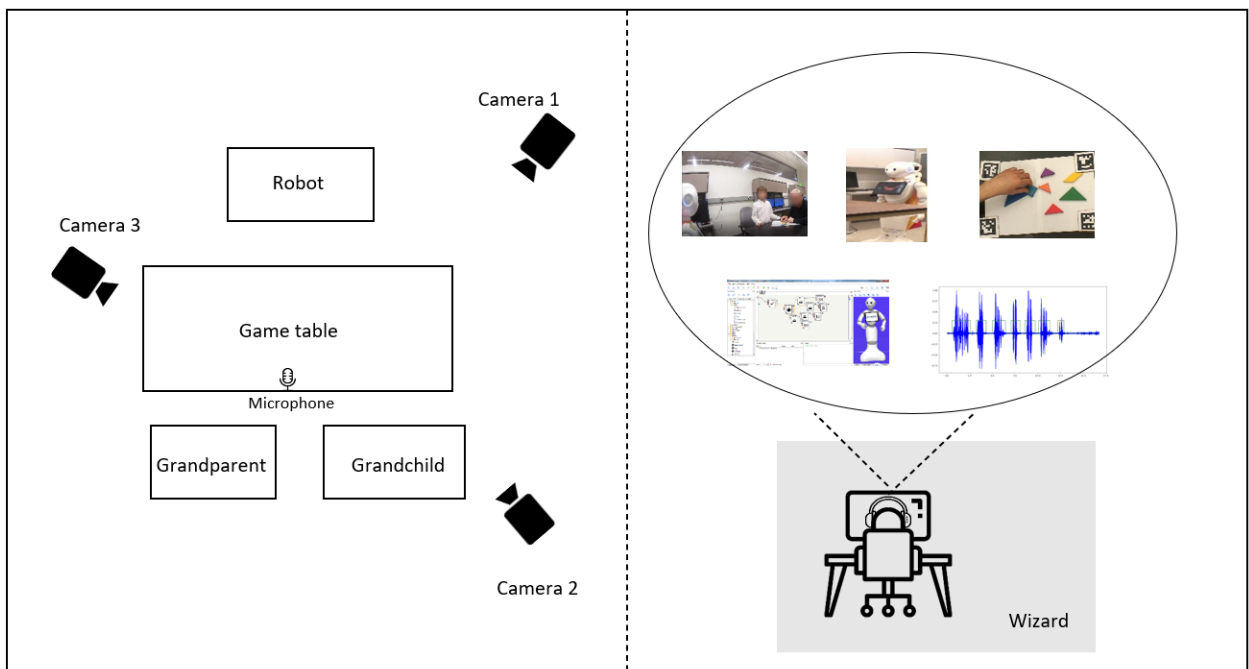 Camera 1
Robot
Camera 3
Game table
Microphone
Grandparent
Grandchild
Camera 2
Wizard